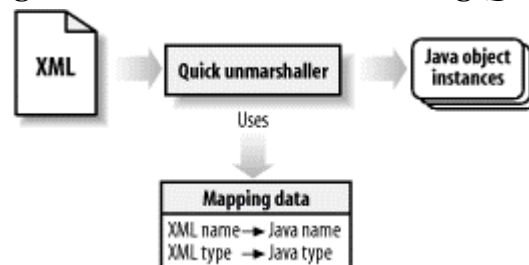 XML
Quick unmarshaller
Java object
instances
Uses
Mapping data
XML name → Java name
XML type → Java type